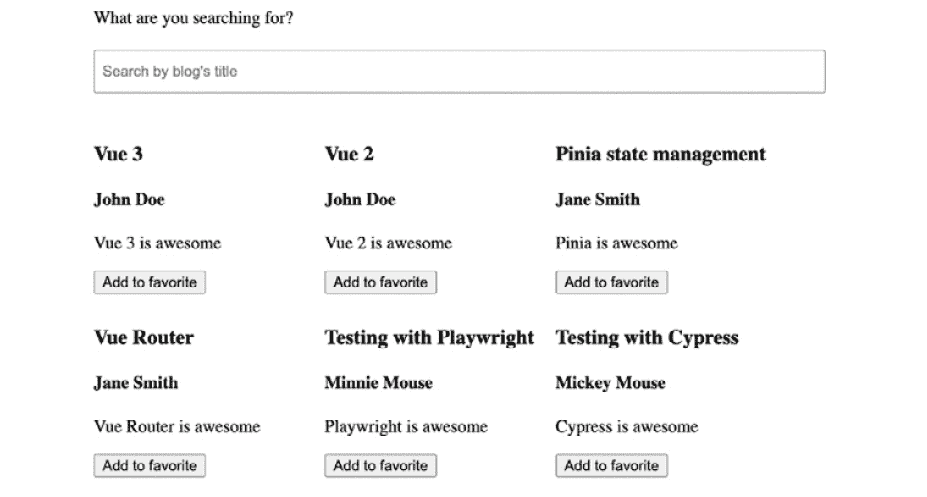 What are you searching for?
Search by blog's title
Vue 3
John Doe
Vue 3 is awesome
Add to favorite
Vue 2
John Doe
Vue 2 is awesome
Add to favorite
Pinia state management
Jane Smith
Pinia is awesome
Add to favorite
Vue Router
Jane Smith
Vue Router is awesome
Add to favorite
Testing with Playwright
Minnie Mouse
Playwright is awesome
Add to favorite
Testing with Cypress
Mickey Mouse
Cypress is awesome
Add to favorite